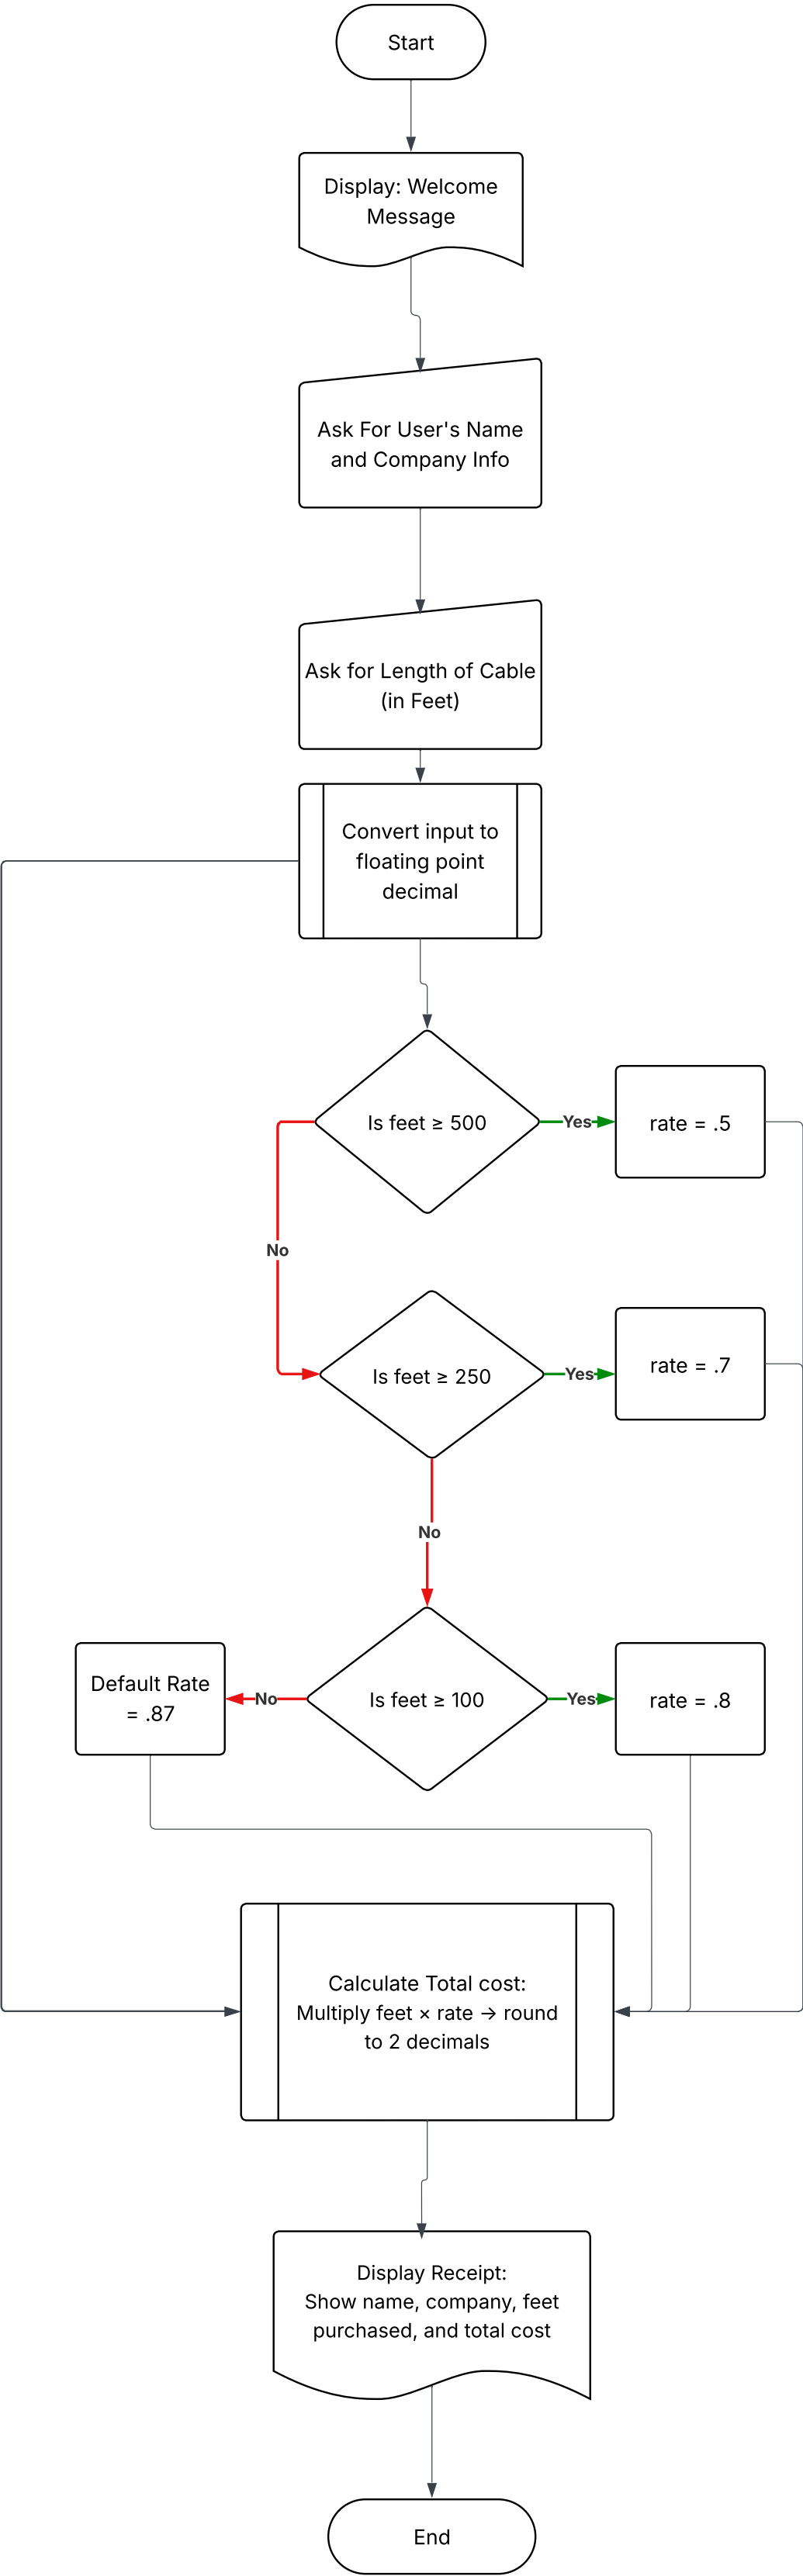 Start
Display: Welcome
Message
Ask For User's Name
and Company Info
Ask for Length of Cable
(in Feet)
Convert input to
floating point
decimal
Is feet ≥ 500
Yes
rate = .5
No
Is feet ≥ 250
Yes
rate = .7
No
Default Rate
= .87
No
Is feet ≥ 100
Yes
rate = .8
Calculate Total cost:
Multiply feet × rate → round
to 2 decimals
Display Receipt:
Show name, company, feet
purchased, and total cost
End